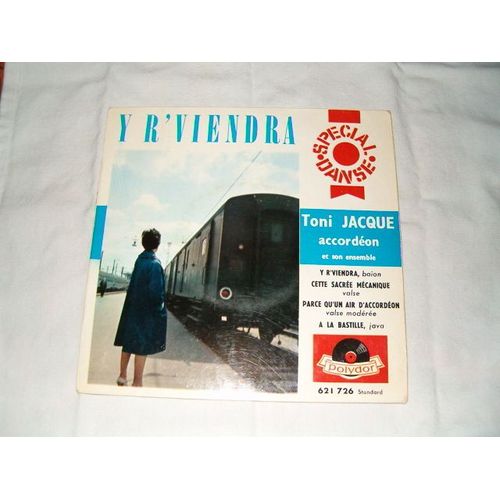 Y R'VIENDRA
SPECIAL
DANSE
Toni JACQUE
accordéon
et son ensemble
Y R'VIENDRA, baion
CETTE SACRÉE MÉCANIQUE
valse
PARCE QU'UN AIR D'ACCORDÉON
valse modérée
A LA BASTILLE, java
polydor
621 726 Standard